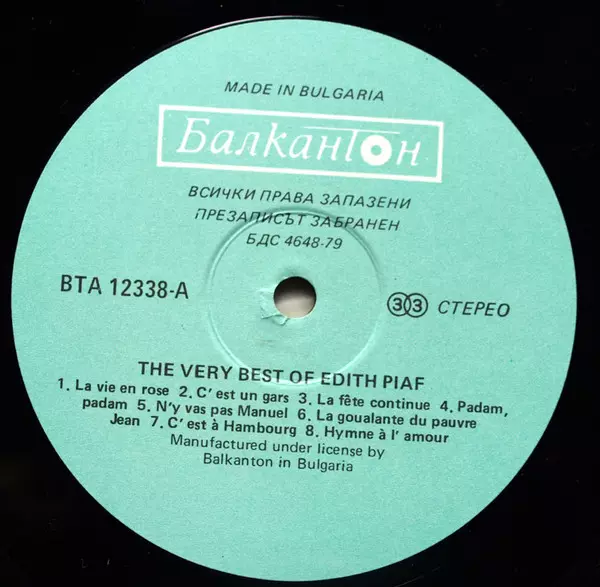 MADE IN BULGARIA
Балкантон
ВСИЧКИ ПРАВА ЗАПАЗЕНИ
ПРЕЗАПИСЪТ ЗАБРАНЕН
БДС 4648-79
ВТА 12338-А
33 СТЕРЕО
THE VERY BEST OF EDITH PIAF
1. La vie en rose 2. C'est un gars 3. La fête continue 4. Padam,
padam 5. N'y vas pas Manuel 6. La goualante du pauvre
Jean 7. C'est à Hambourg 8. Hymne à l'amour
Manufactured under license by
Balkanton in Bulgaria